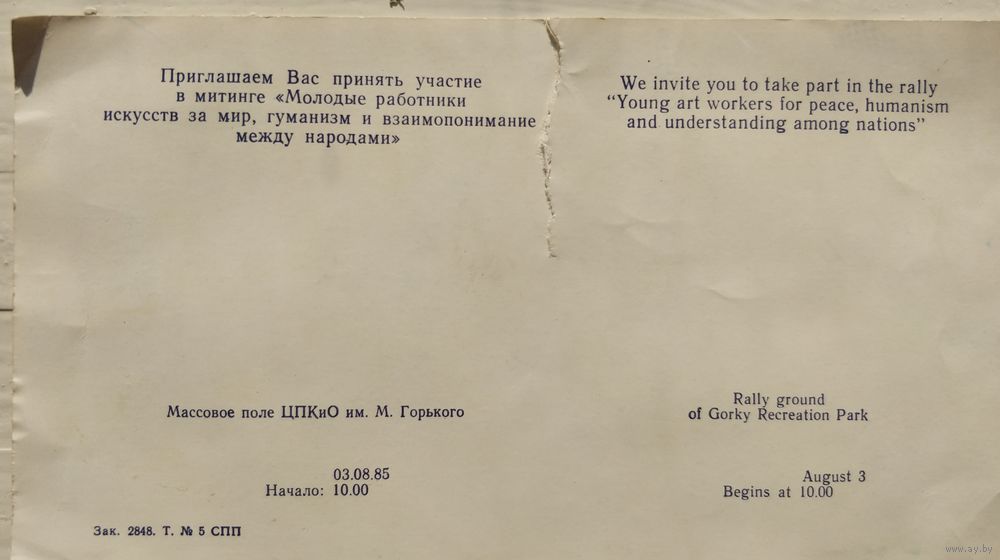 Приглашаем Вас принять участие
в митинге «Молодые работники
искусств за мир, гуманизм и взаимопонимание
между народами»
Массовое поле ЦПКиО им. М. Горького
03.08.85
Начало: 10.00
Зак. 2848. Т. № 5 СПП
We invite you to take part in the rally
“Young art workers for peace, humanism
and understanding among nations”
Rally ground
of Gorky Recreation Park
August 3
Begins at 10.00
www.ay.by